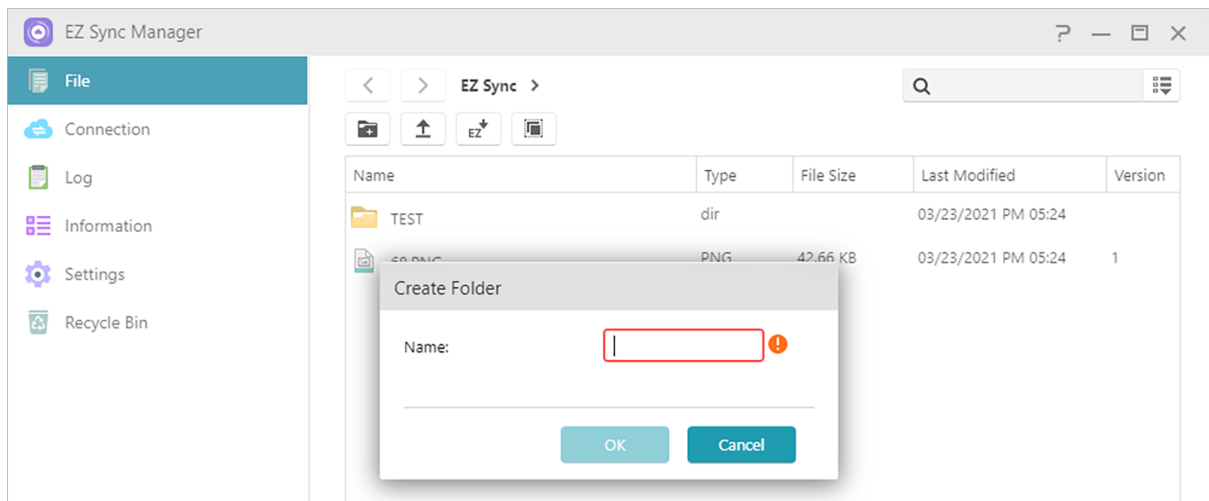 EZ Sync Manager
File
Connection
Log
Information
Settings
Recycle Bin
EZ Sync >
EZ
Name Type File Size Last Modified Version
TEST dir 03/23/2021 PM 05:24
PNG 42.66 KB 03/23/2021 PM 05:24 1
Create Folder
Name:
OK Cancel